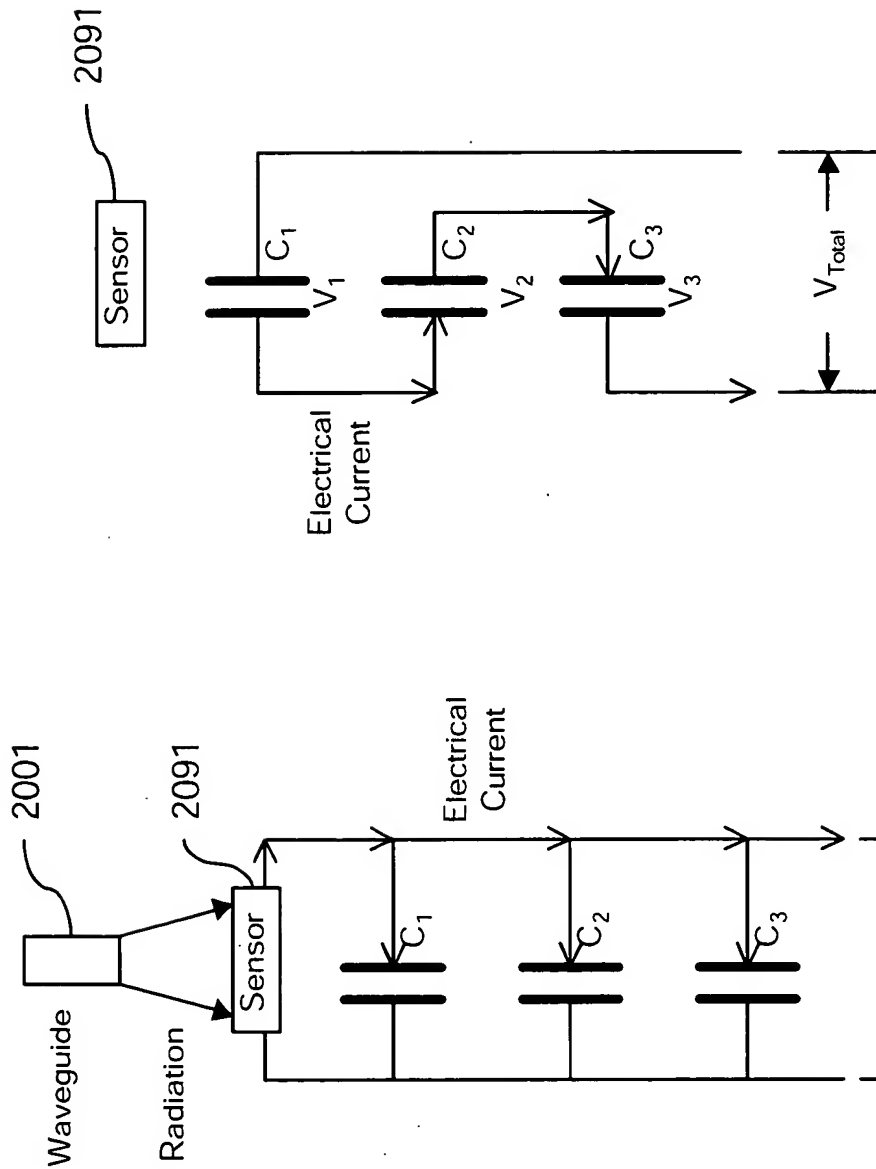 Waveguide
2001
Radiation
Sensor
2091
C1
C2
C3
Electrical
Current
Sensor
2091
C1
V1
C2
V2
C3
V3
Electrical
Current
VTotal